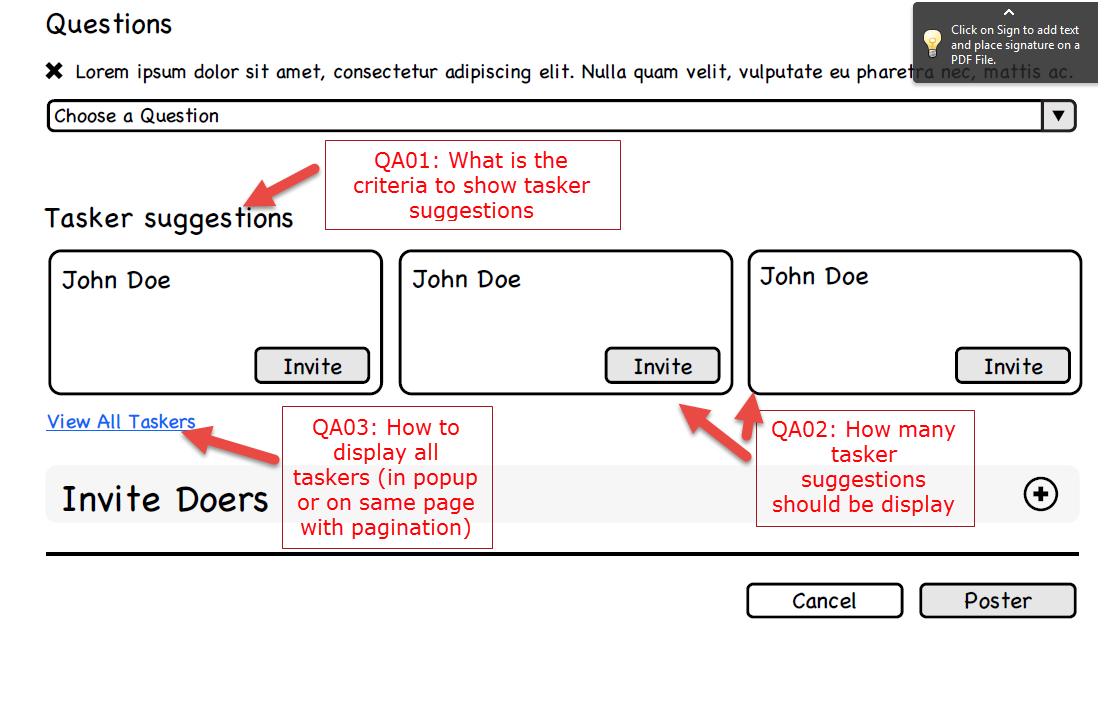 Questions
Click on Sign to add text
and place signature on a
PDF File.
Lorem ipsum dolor sit amet, consectetur adipiscing elit. Nulla quam velit, vulputate eu pharetra nec, mattis ac.
Choose a Question
QA01: What is the
criteria to show tasker
suggestions
Tasker suggestions
John Doe
Invite
John Doe
Invite
John Doe
Invite
View All Taskers
QA03: How to
display all
taskers (in popup
or on same page
with pagination)
QA02: How many
tasker
suggestions
should be display
Invite Doers
Cancel
Poster